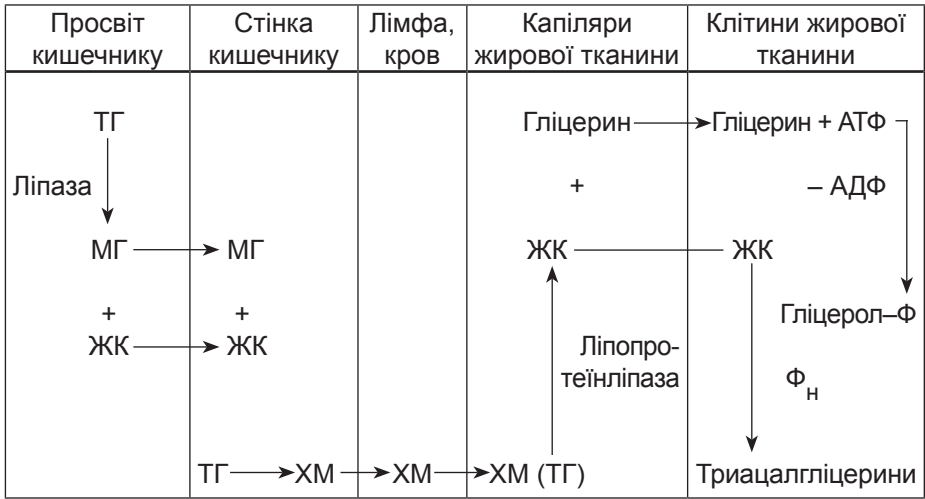 Просвіт
кишечнику
Стінка
кишечнику
Лімфа,
кров
Капіляри
жирової тканини
Клітини жирової
тканини
ТГ
Гліцерин
Гліцерин + АТФ
Ліпаза
+
– АДФ
МГ
МГ
ЖК
ЖК
+
+
Гліцерол–Ф
ЖК
ЖК
Ліпопро-
теїнліпаза
Фн
ТГ
ХМ
ХМ
ХМ (ТГ)
Триацалгліцерини